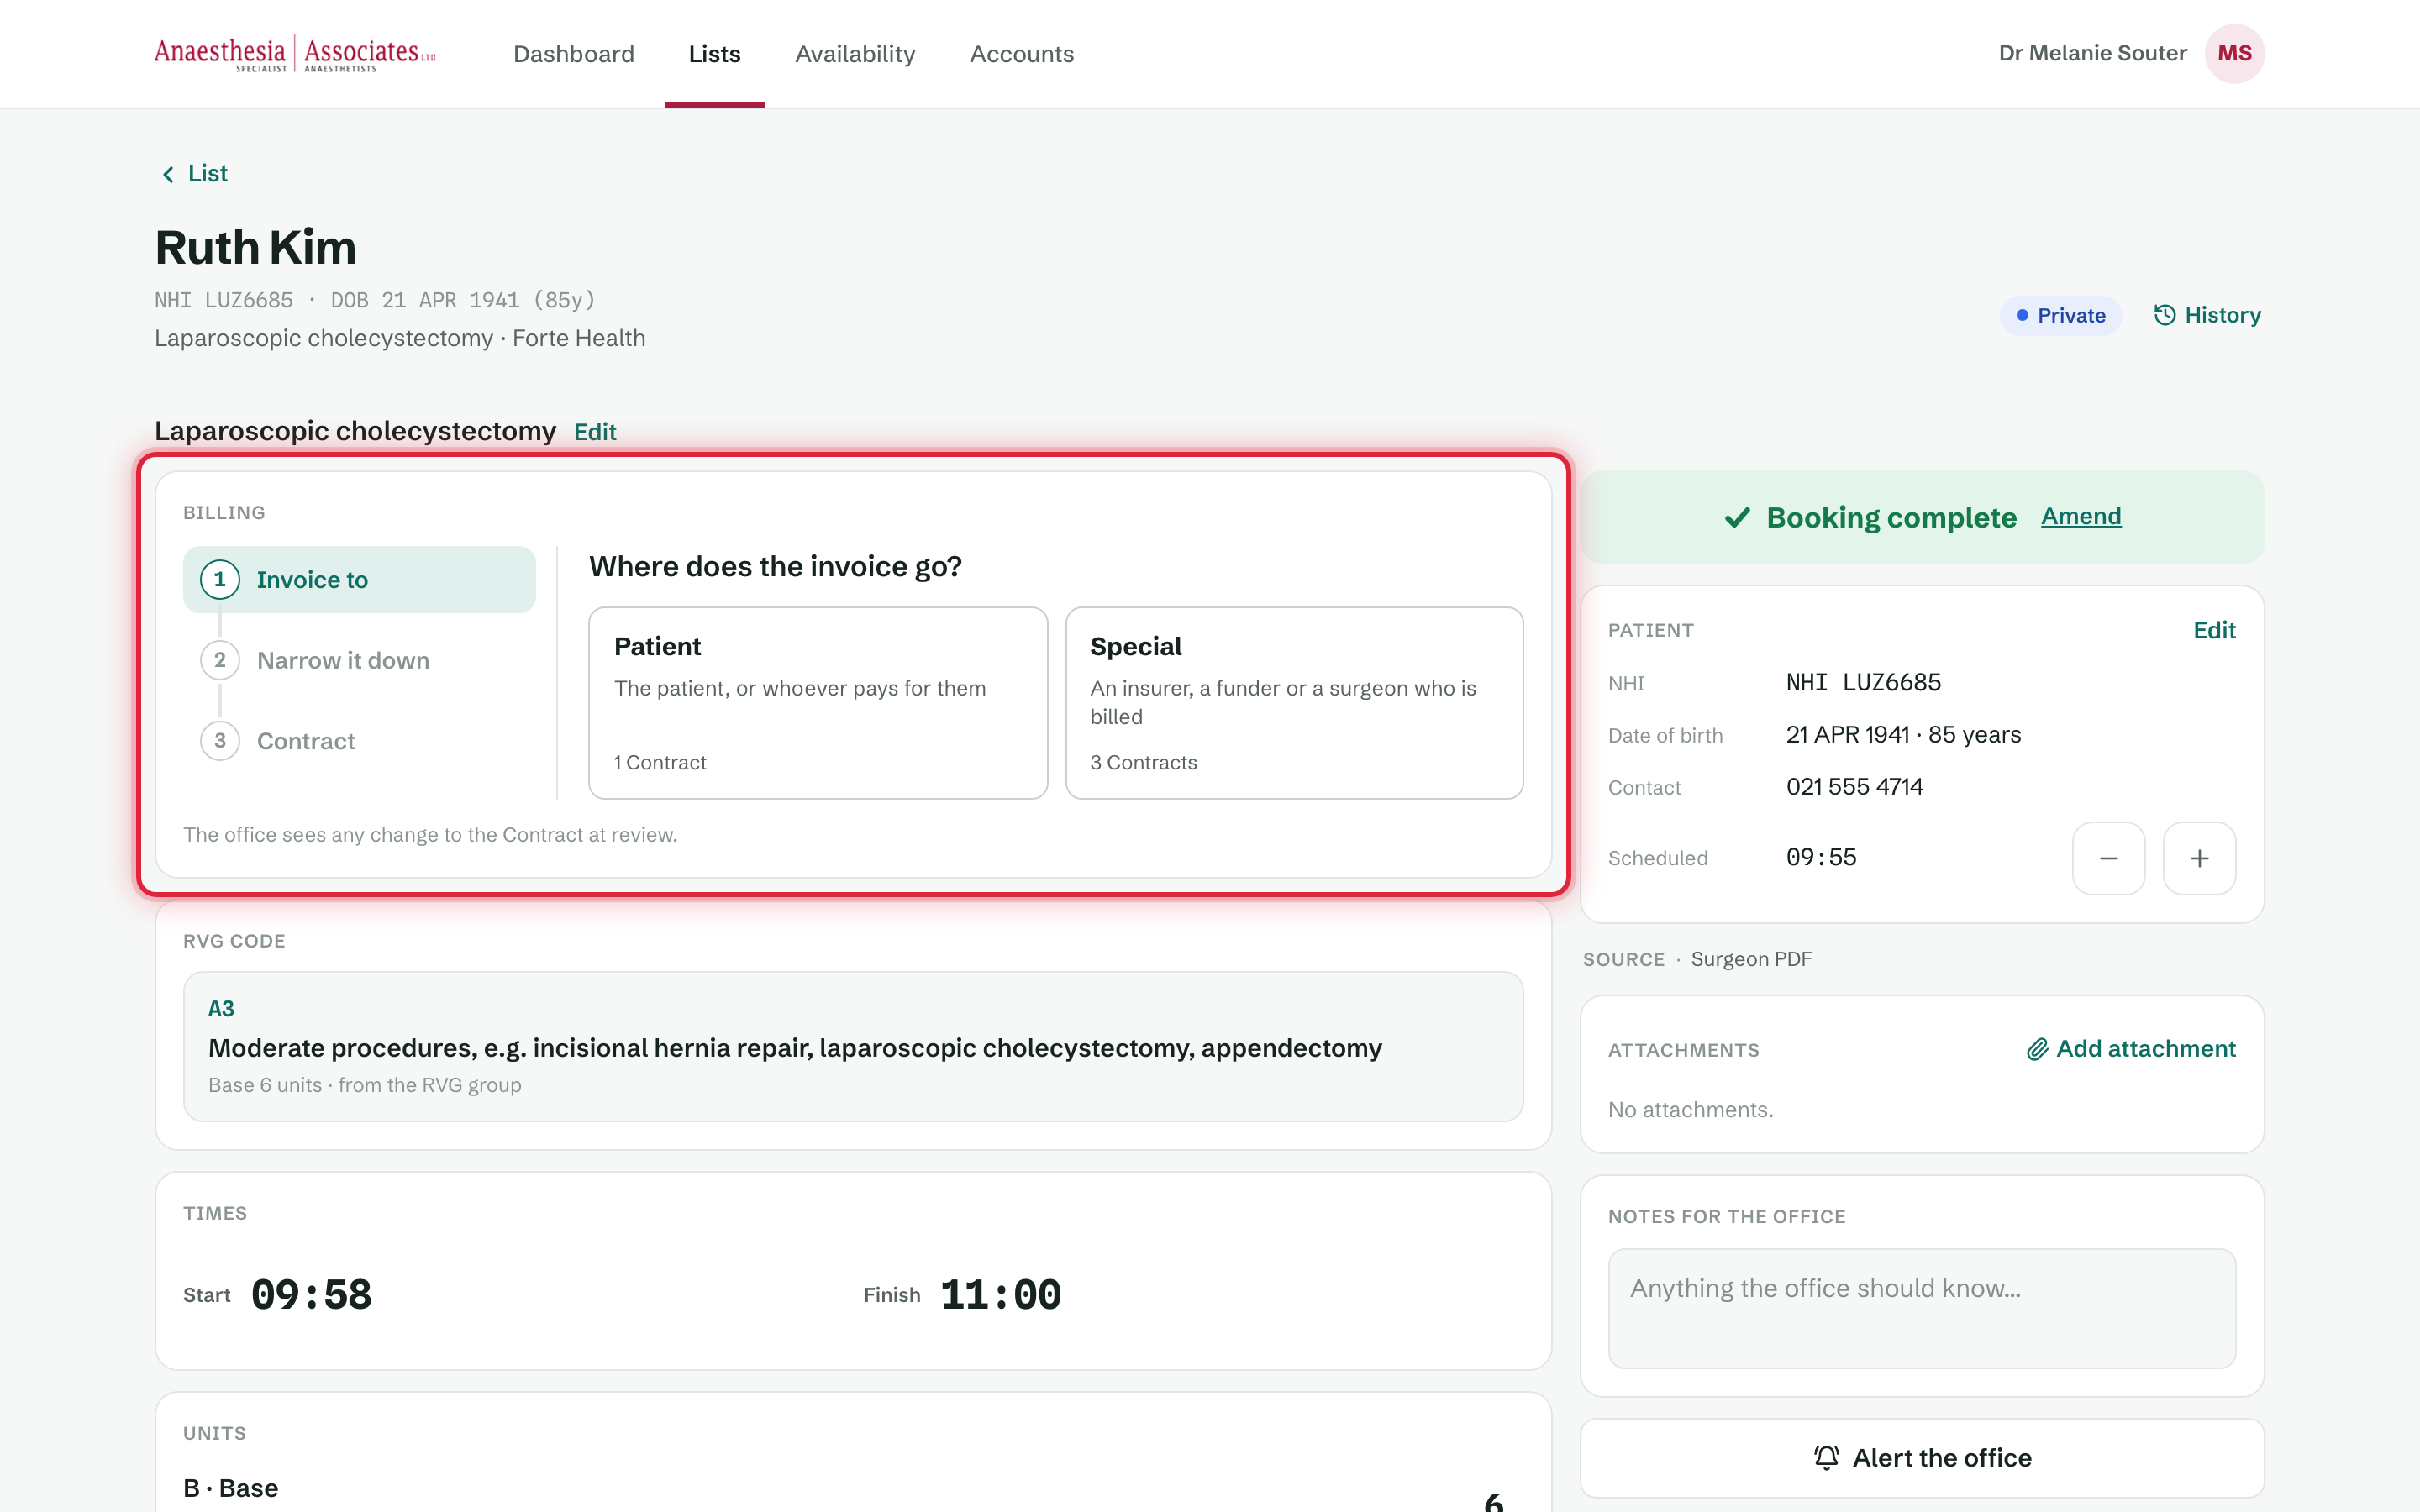 Anaesthesia Associates LTD
SPECIALIST ANAESTHETISTS
Dashboard
Lists
Availability
Accounts
Dr Melanie Souter
MS
List
Ruth Kim
NHI LUZ6685 · DOB 21 APR 1941 (85y)
Laparoscopic cholecystectomy · Forte Health
Private
History
Laparoscopic cholecystectomy Edit
BILLING
1 Invoice to
2 Narrow it down
3 Contract
Where does the invoice go?
Patient
The patient, or whoever pays for them
1 Contract
Special
An insurer, a funder or a surgeon who is
billed
3 Contracts
The office sees any change to the Contract at review.
RVG CODE
A3
Moderate procedures, e.g. incisional hernia repair, laparoscopic cholecystectomy, appendectomy
Base 6 units · from the RVG group
TIMES
Start 09:58
Finish 11:00
UNITS
B · Base
6
Booking complete Amend
PATIENT
Edit
NHI NHI LUZ6685
Date of birth 21 APR 1941 · 85 years
Contact 021 555 4714
Scheduled 09:55 − +
SOURCE · Surgeon PDF
ATTACHMENTS
Add attachment
No attachments.
NOTES FOR THE OFFICE
Anything the office should know...
Alert the office